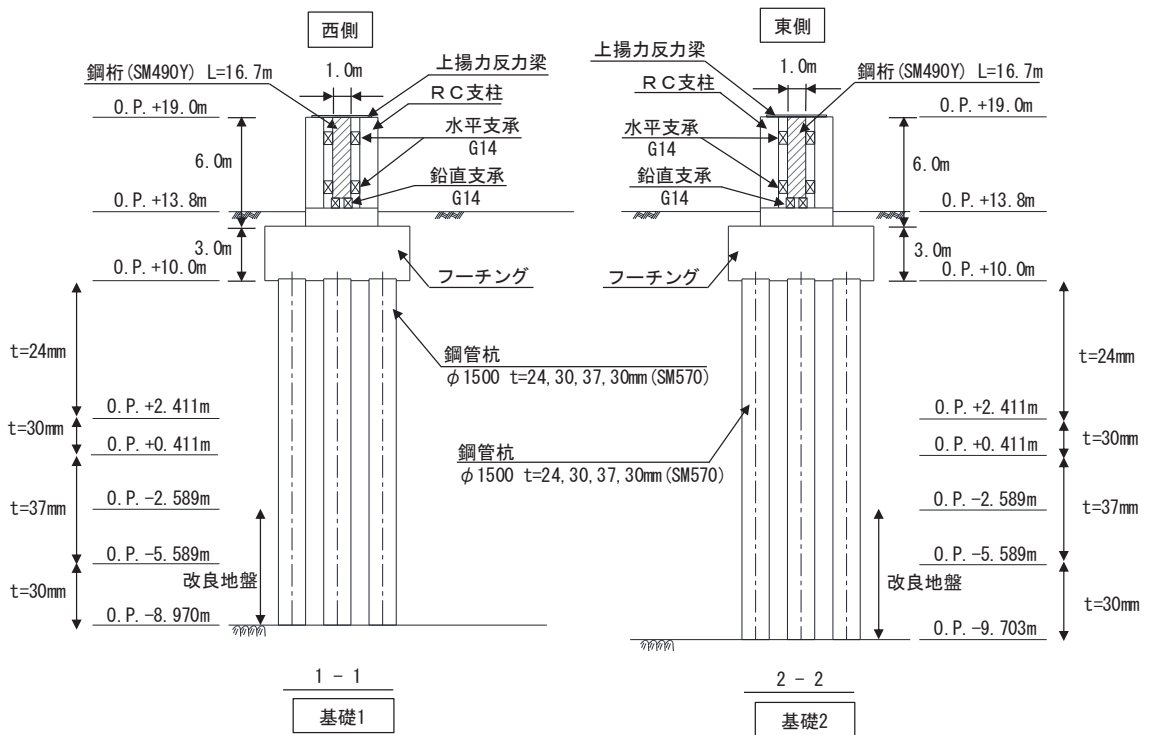 西側
鋼桁(SM490Y) L=16.7m
1.0m
上揚力反力梁
RC支柱
O.P.+19.0m
水平支承
G14
6.0m
鉛直支承
G14
O.P.+13.8m
3.0m
O.P.+10.0m
フーチング
t=24mm
鋼管杭
φ1500 t=24,30,37,30mm(SM570)
O.P.+2.411m
t=30mm
O.P.+0.411m
t=37mm
O.P.-2.589m
O.P.-5.589m
改良地盤
t=30mm
O.P.-8.970m
1-1
基礎1
東側
上揚力反力梁
1.0m
鋼桁(SM490Y) L=16.7m
RC支柱
O.P.+19.0m
水平支承
G14
6.0m
鉛直支承
G14
O.P.+13.8m
3.0m
O.P.+10.0m
フーチング
t=24mm
O.P.+2.411m
t=30mm
O.P.+0.411m
鋼管杭
φ1500 t=24,30,37,30mm(SM570)
O.P.-2.589m
t=37mm
O.P.-5.589m
改良地盤
t=30mm
O.P.-9.703m
2-2
基礎2